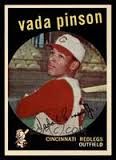 vada pinson
CINCINNATI REDLEGS
OUTFIELD